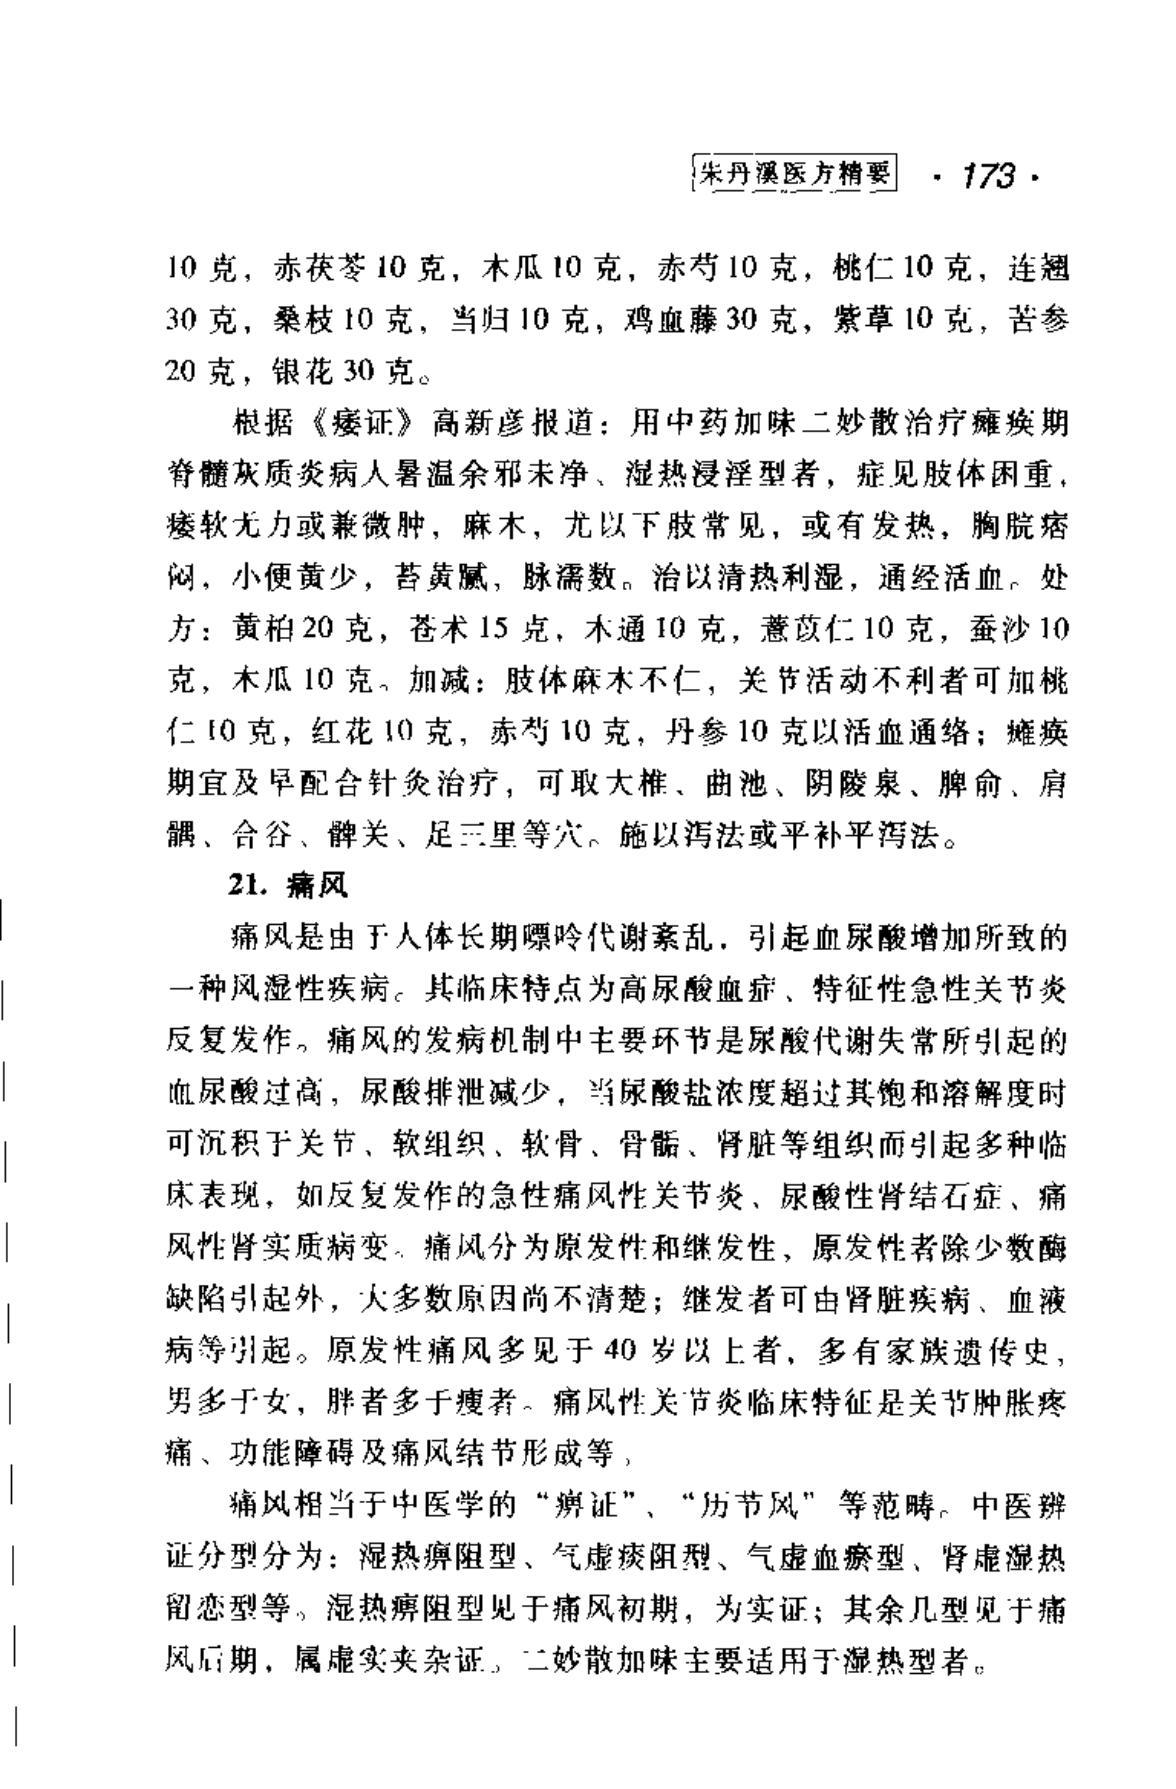 朱丹溪医方精要 · 173 ·
10 克，赤茯苓 10 克，木瓜 10 克，赤芍 10 克，桃仁 10 克，连翘
30 克，桑枝 10 克，当归 10 克，鸡血藤 30 克，紫草 10 克，苦参
20 克，银花 30 克。
根据《痿证》高新彦报道：用中药加味二妙散治疗瘫痪期
脊髓灰质炎病人暑温余邪未净、湿热浸淫型者，症见肢体困重，
痿软无力或兼微肿，麻木，尤以下肢常见，或有发热，胸脘痞
闷，小便黄少，苔黄腻，脉濡数。治以清热利湿，通经活血。处
方：黄柏 20 克，苍术 15 克，木通 10 克，薏苡仁 10 克，蚕沙 10
克，木瓜 10 克。加减：肢体麻木不仁，关节活动不利者可加桃
仁 10 克，红花 10 克，赤芍 10 克，丹参 10 克以活血通络；瘫痪
期宜及早配合针灸治疗，可取大椎、曲池、阴陵泉、脾俞、肩
髃、合谷、髀关、足三里等穴。施以泻法或平补平泻法。
21. 痛风
痛风是由于人体长期嘌呤代谢紊乱，引起血尿酸增加所致的
一种风湿性疾病。其临床特点为高尿酸血症、特征性急性关节炎
反复发作。痛风的发病机制中主要环节是尿酸代谢失常所引起的
血尿酸过高，尿酸排泄减少，当尿酸盐浓度超过其饱和溶解度时
可沉积于关节、软组织、软骨、骨骺、肾脏等组织而引起多种临
床表现，如反复发作的急性痛风性关节炎、尿酸性肾结石症、痛
风性肾实质病变。痛风分为原发性和继发性，原发性者除少数酶
缺陷引起外，大多数原因尚不清楚；继发者可由肾脏疾病、血液
病等引起。原发性痛风多见于 40 岁以上者，多有家族遗传史，
男多于女，胖者多于瘦者。痛风性关节炎临床特征是关节肿胀疼
痛、功能障碍及痛风结节形成等。
痛风相当于中医学的“痹证”、“历节风”等范畴。中医辨
证分型分为：湿热痹阻型、气虚痰阻型、气虚血瘀型、肾虚湿热
留恋型等。湿热痹阻型见于痛风初期，为实证；其余几型见于痛
风后期，属虚实夹杂证。二妙散加味主要适用于湿热型者。